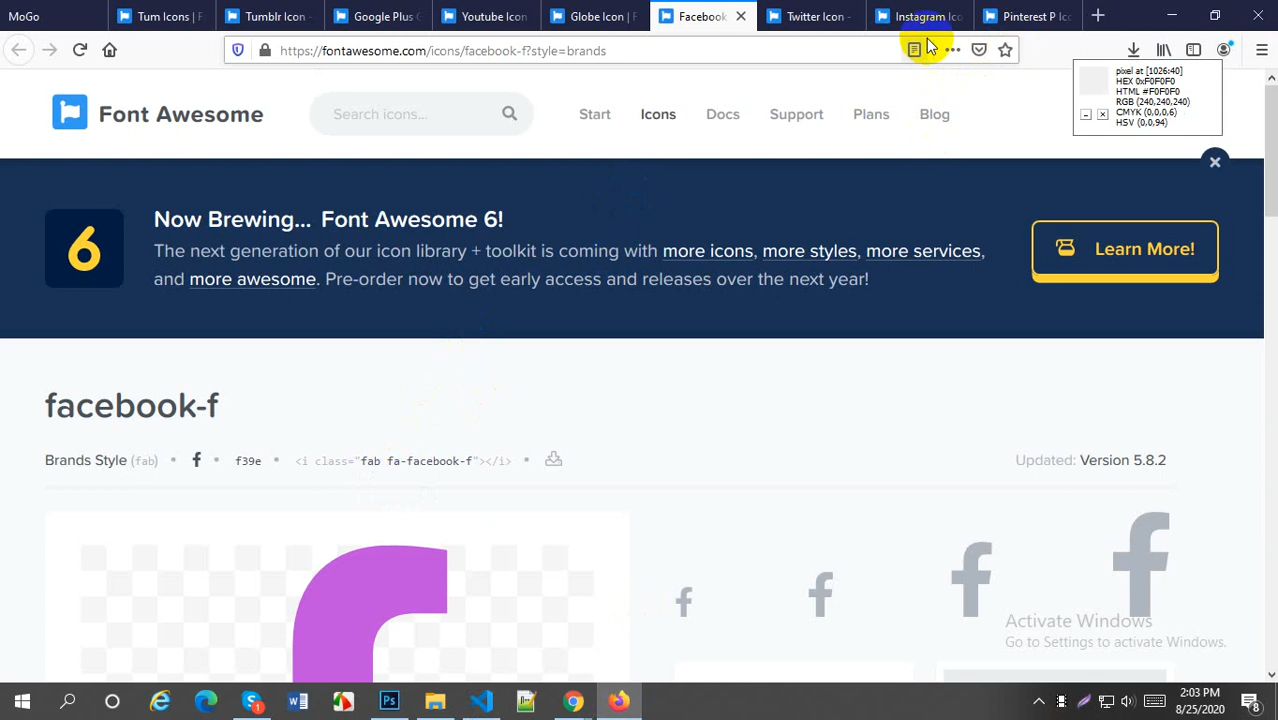 MoGo
Tum Icons | F
Tumblr Icon -
Google Plus G
Youtube Icon
Globe Icon | F
Facebook
Twitter Icon -
Instagram Ico
Pinterest P Ico
https://fontawesome.com/icons/facebook-f?style=brands
pixel at [1026:40]
HEX 0xF0F0F0
HTML #F0F0F0
RGB (240,240,240)
CMYK (0,0,0,6)
HSV (0,0,94)
Font Awesome
Search icons...
Start
Icons
Docs
Support
Plans
Blog
6
Now Brewing... Font Awesome 6!
The next generation of our icon library + toolkit is coming with more icons, more styles, more services,
and more awesome. Pre-order now to get early access and releases over the next year!
Learn More!
facebook-f
Brands Style (fab) • f • f39e • <i class="fab fa-facebook-f"></i> •
Updated: Version 5.8.2
Activate Windows
Go to Settings to activate Windows.
2:03 PM
8/25/2020